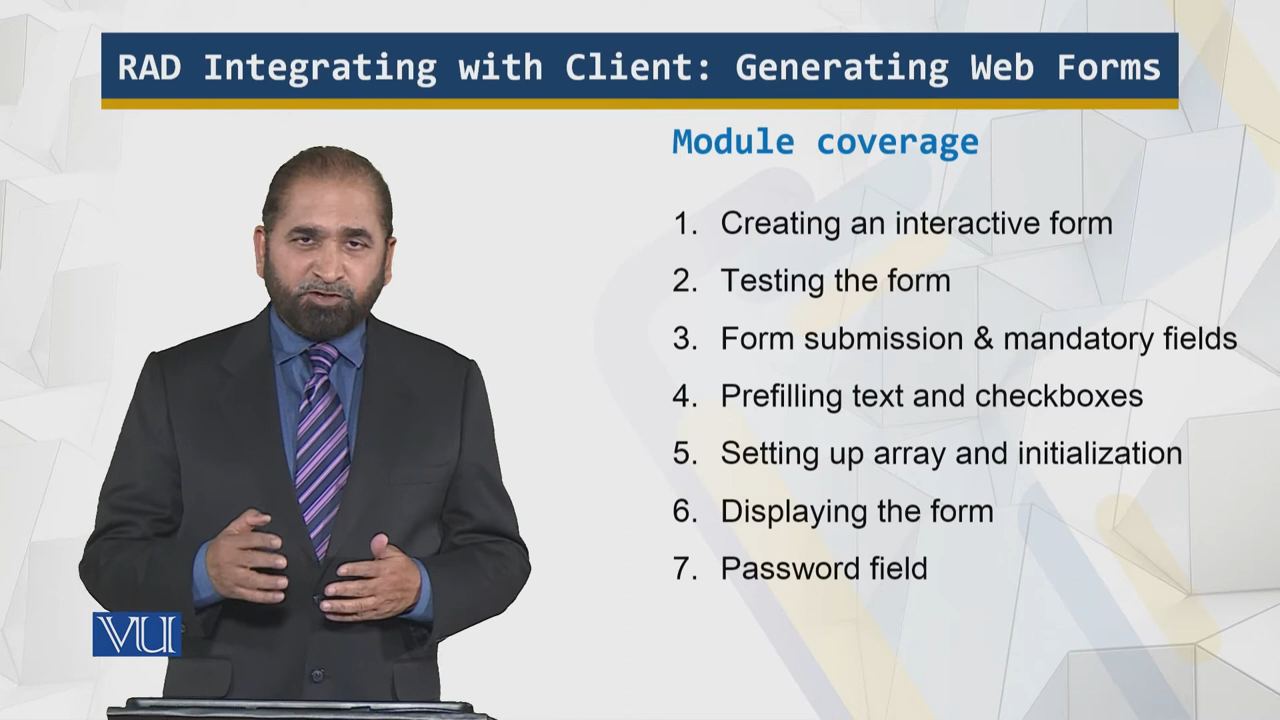 RAD Integrating with Client: Generating Web Forms
Module coverage
1. Creating an interactive form
2. Testing the form
3. Form submission & mandatory fields
4. Prefilling text and checkboxes
5. Setting up array and initialization
6. Displaying the form
7. Password field
VU